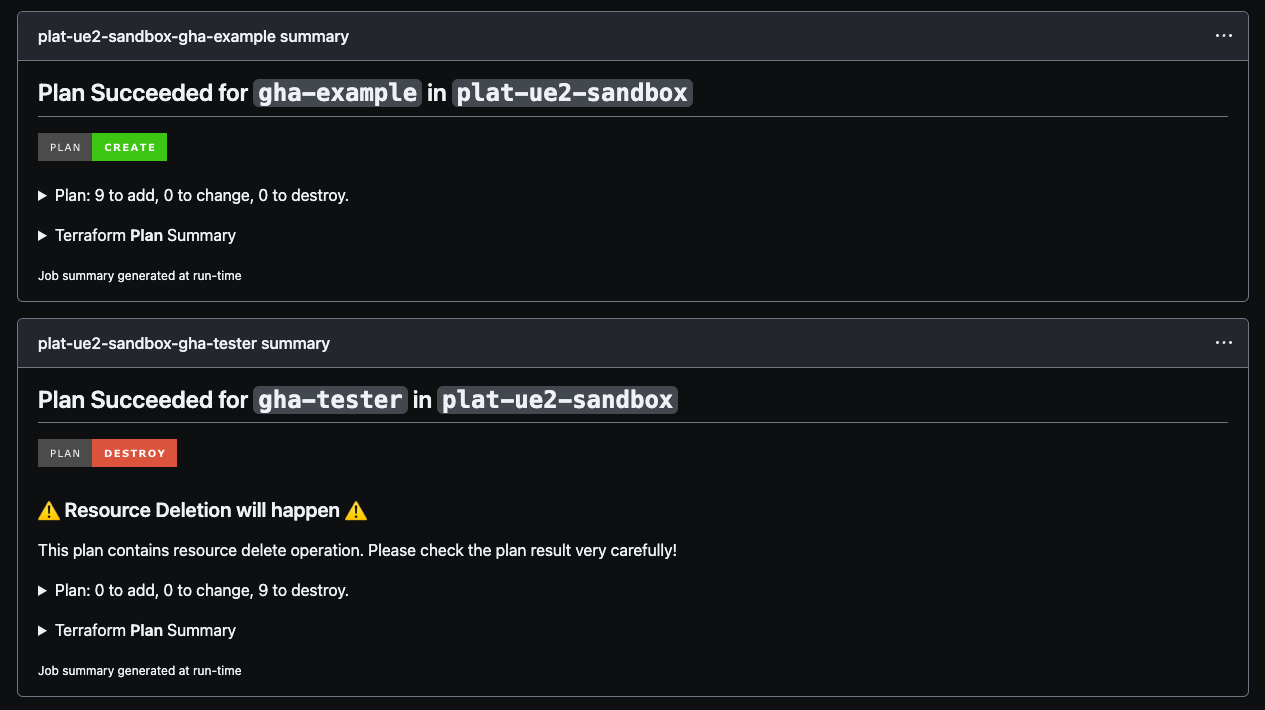 plat-ue2-sandbox-gha-example summary
Plan Succeeded for gha-example in plat-ue2-sandbox
PLAN CREATE
Plan: 9 to add, 0 to change, 0 to destroy.
Terraform Plan Summary
Job summary generated at run-time
plat-ue2-sandbox-gha-tester summary
Plan Succeeded for gha-tester in plat-ue2-sandbox
PLAN DESTROY
⚠️ Resource Deletion will happen ⚠️
This plan contains resource delete operation. Please check the plan result very carefully!
Plan: 0 to add, 0 to change, 9 to destroy.
Terraform Plan Summary
Job summary generated at run-time